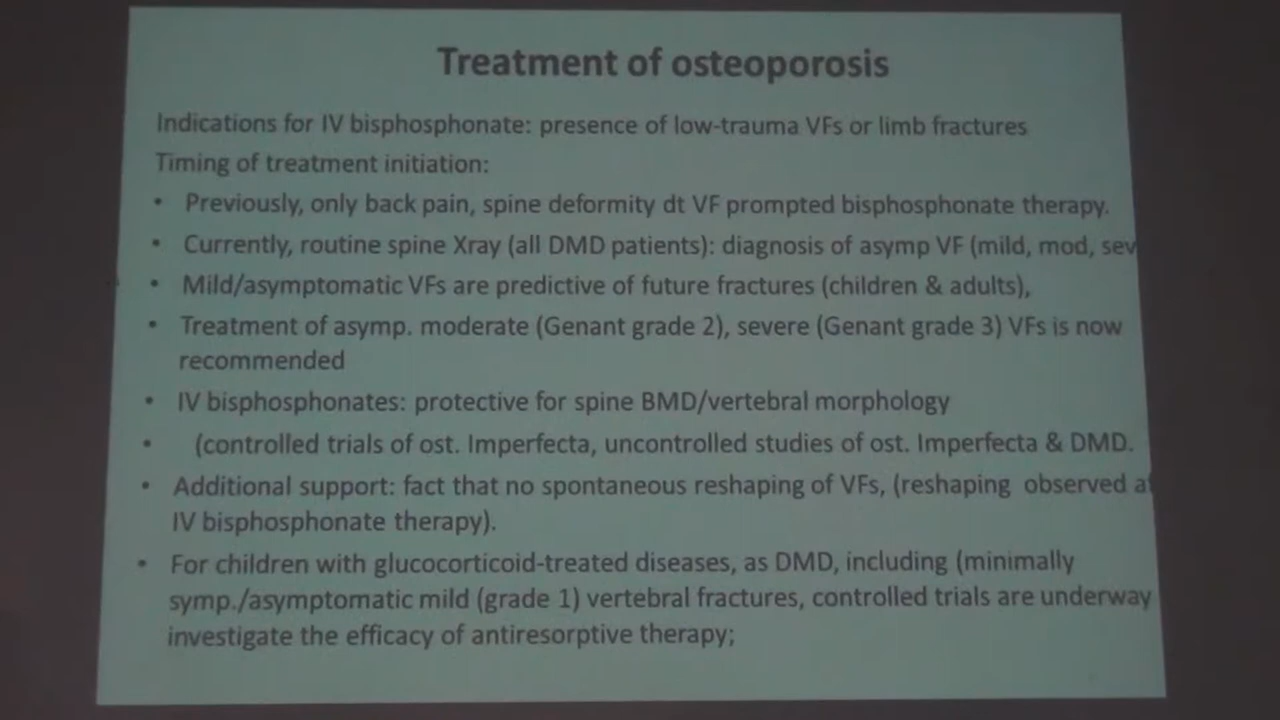 Treatment of osteoporosis
Indications for IV bisphosphonate: presence of low-trauma VFs or limb fractures
Timing of treatment initiation:
• Previously, only back pain, spine deformity dt VF prompted bisphosphonate therapy.
• Currently, routine spine Xray (all DMD patients): diagnosis of asymp VF (mild, mod, sev
• Mild/asymptomatic VFs are predictive of future fractures (children & adults),
• Treatment of asymp. moderate (Genant grade 2), severe (Genant grade 3) VFs is now
recommended
• IV bisphosphonates: protective for spine BMD/vertebral morphology
• (controlled trials of ost. Imperfecta, uncontrolled studies of ost. Imperfecta & DMD.
• Additional support: fact that no spontaneous reshaping of VFs, (reshaping observed
IV bisphosphonate therapy).
• For children with glucocorticoid-treated diseases, as DMD, including (minimally
symp./asymptomatic mild (grade 1) vertebral fractures, controlled trials are underway
investigate the efficacy of antiresorptive therapy;